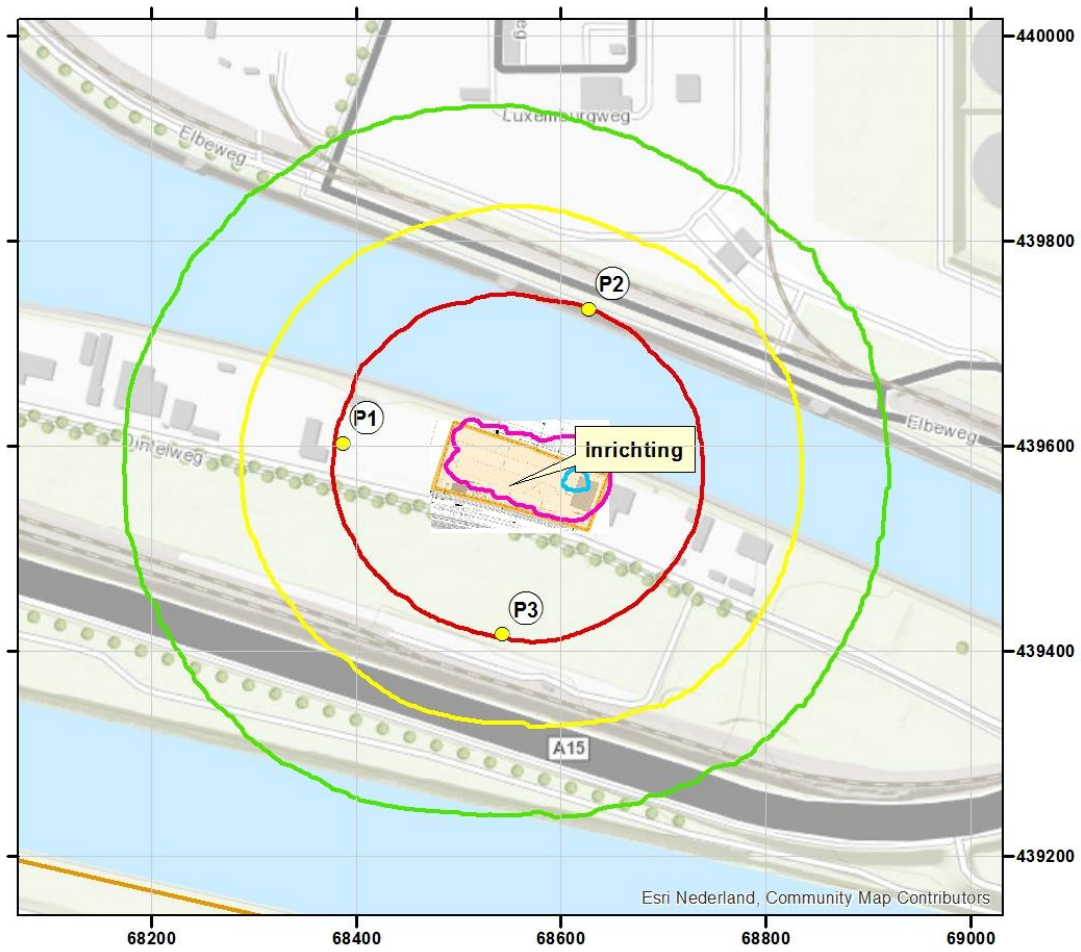 440000
eg
Luxemburgweg
Elbeweg
439800
P2
P1
Elbeweg
Inrichting
439600
Dintelweg
P3
439400
A15
439200
Esri Nederland, Community Map Contributors
68200 68400 68600 68800 69000